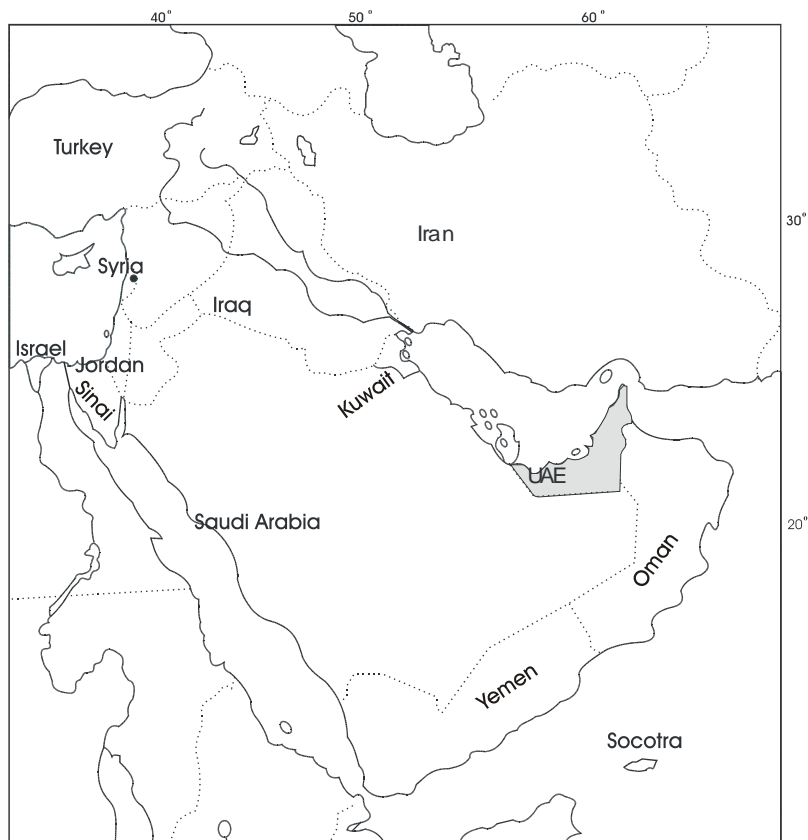 40°
50°
60°
Turkey
30°
Iran
Syria
Iraq
Israel
Jordan
Sinai
Kuwait
UAE
Saudi Arabia
20°
Oman
Yemen
Socotra